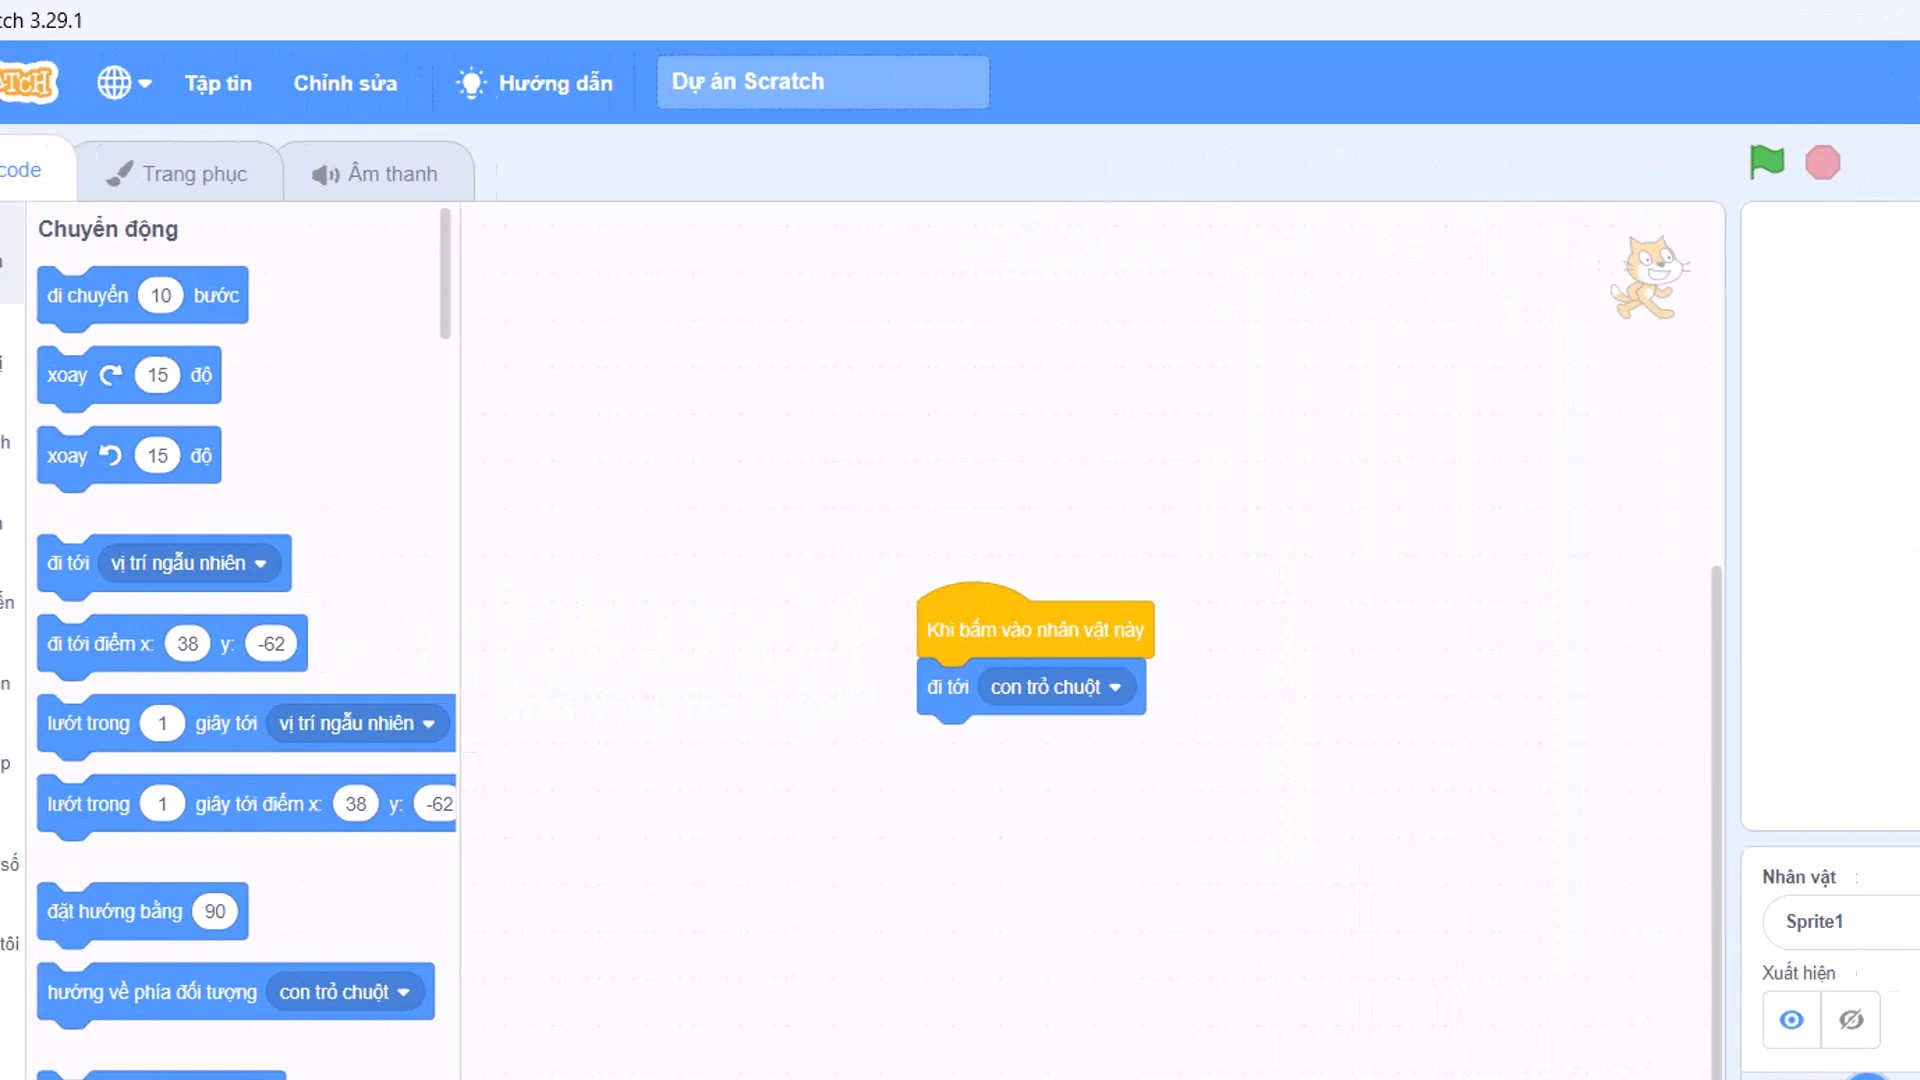 tch 3.29.1
TCH
Tập tin
Chỉnh sửa
Hướng dẫn
Dự án Scratch
code
Trang phục
Âm thanh
Chuyển động
di chuyển 10 bước
xoay 15 độ
xoay 15 độ
đi tới vị trí ngẫu nhiên
đi tới điểm x: 38 y: -62
lướt trong 1 giây tới vị trí ngẫu nhiên
lướt trong 1 giây tới điểm x: 38 y: -62
số
đặt hướng bằng 90
tôi
hướng về phía đối tượng con trỏ chuột
Khi bấm vào nhân vật này
đi tới con trỏ chuột
Nhân vật
Sprite1
Xuất hiện